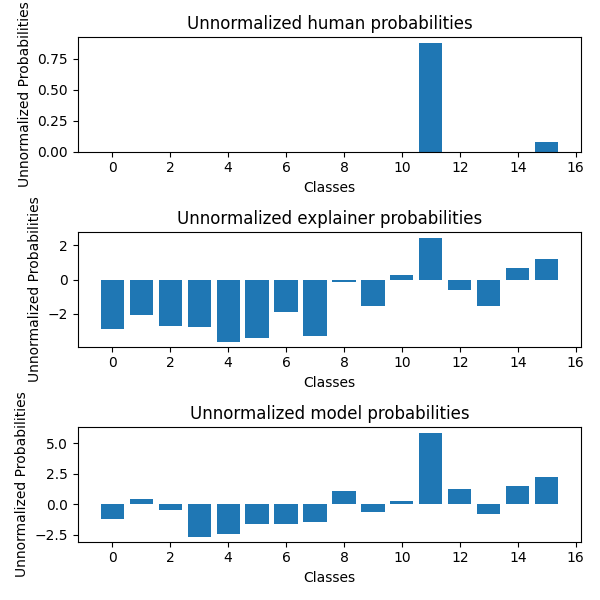 Unnormalized human probabilities
Unnormalized Probabilities
0.75
0.50
0.25
0.00
0 2 4 6 8 10 12 14 16
Classes
Unnormalized explainer probabilities
Unnormalized Probabilities
2
0
−2
0 2 4 6 8 10 12 14 16
Classes
Unnormalized model probabilities
Unnormalized Probabilities
5.0
2.5
0.0
−2.5
0 2 4 6 8 10 12 14 16
Classes